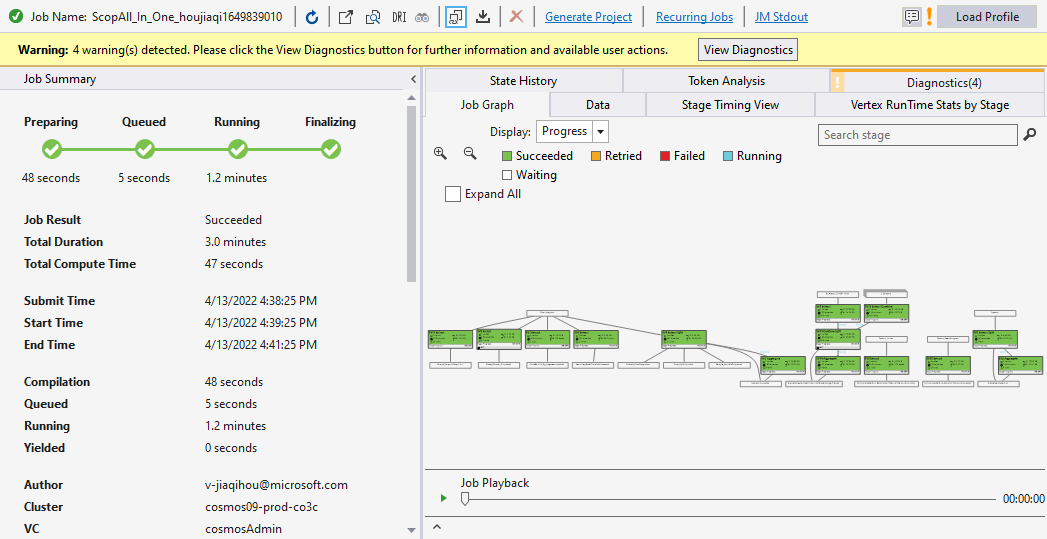 Job Name: ScopAll_In_One_houjiaqi1649839010
DRI
Generate Project
Recurring Jobs
JM Stdout
Load Profile
Warning: 4 warning(s) detected. Please click the View Diagnostics button for further information and available user actions.
View Diagnostics
Job Summary
Preparing Queued Running Finalizing
48 seconds 5 seconds 1.2 minutes
Job Result Succeeded
Total Duration 3.0 minutes
Total Compute Time 47 seconds
Submit Time 4/13/2022 4:38:25 PM
Start Time 4/13/2022 4:39:25 PM
End Time 4/13/2022 4:41:25 PM
Compilation 48 seconds
Queued 5 seconds
Running 1.2 minutes
Yielded 0 seconds
Author v-jiaqihou@microsoft.com
Cluster cosmos09-prod-co3c
VC cosmosAdmin
State History Token Analysis Diagnostics(4)
Job Graph Data Stage Timing View Vertex RunTime Stats by Stage
Display: Progress
Search stage
Succeeded Retried Failed Running
Waiting
Expand All
Job Playback
00:00:00